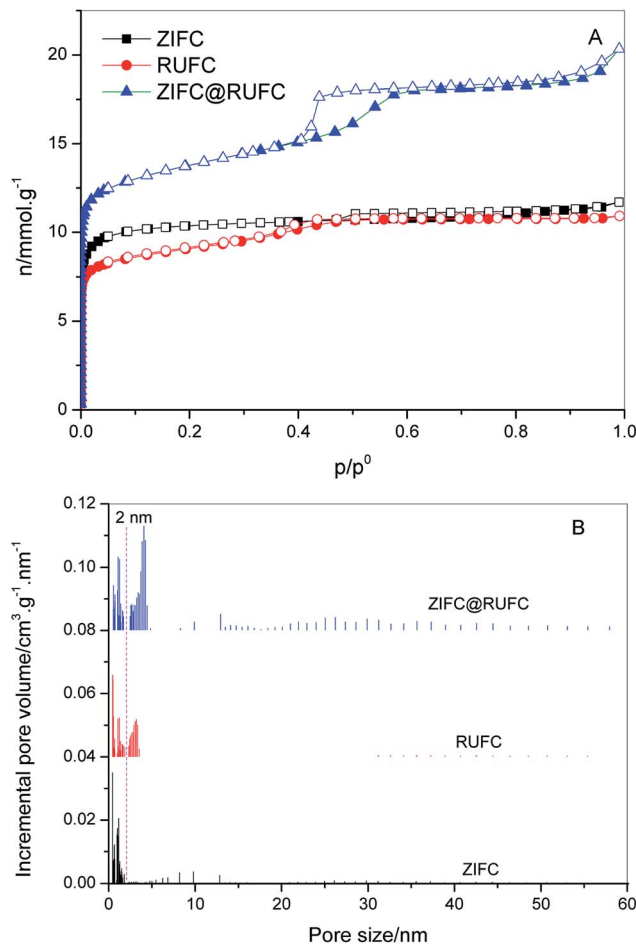 A
ZIFC
RUFC
ZIFC@RUFC
n/mmol.g⁻¹
20
15
10
5
0
0.0 0.2 0.4 0.6 0.8 1.0
p/p⁰
B
2 nm
Incremental pore volume/cm³.g⁻¹.nm⁻¹
0.12
0.10
0.08
0.06
0.04
0.02
0.00
ZIFC@RUFC
RUFC
ZIFC
0 10 20 30 40 50 60
Pore size/nm